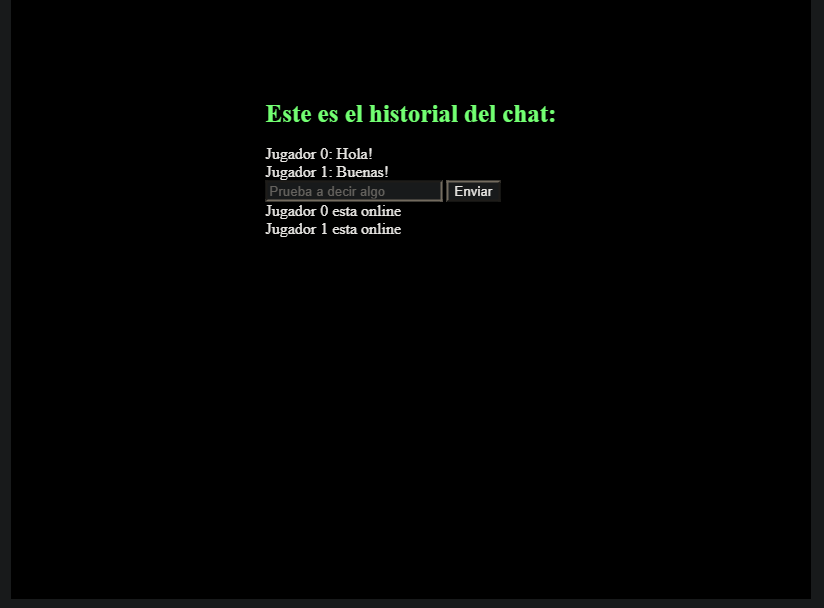 Este es el historial del chat:
Jugador 0: Hola!
Jugador 1: Buenas!
Prueba a decir algo Enviar
Jugador 0 esta online
Jugador 1 esta online